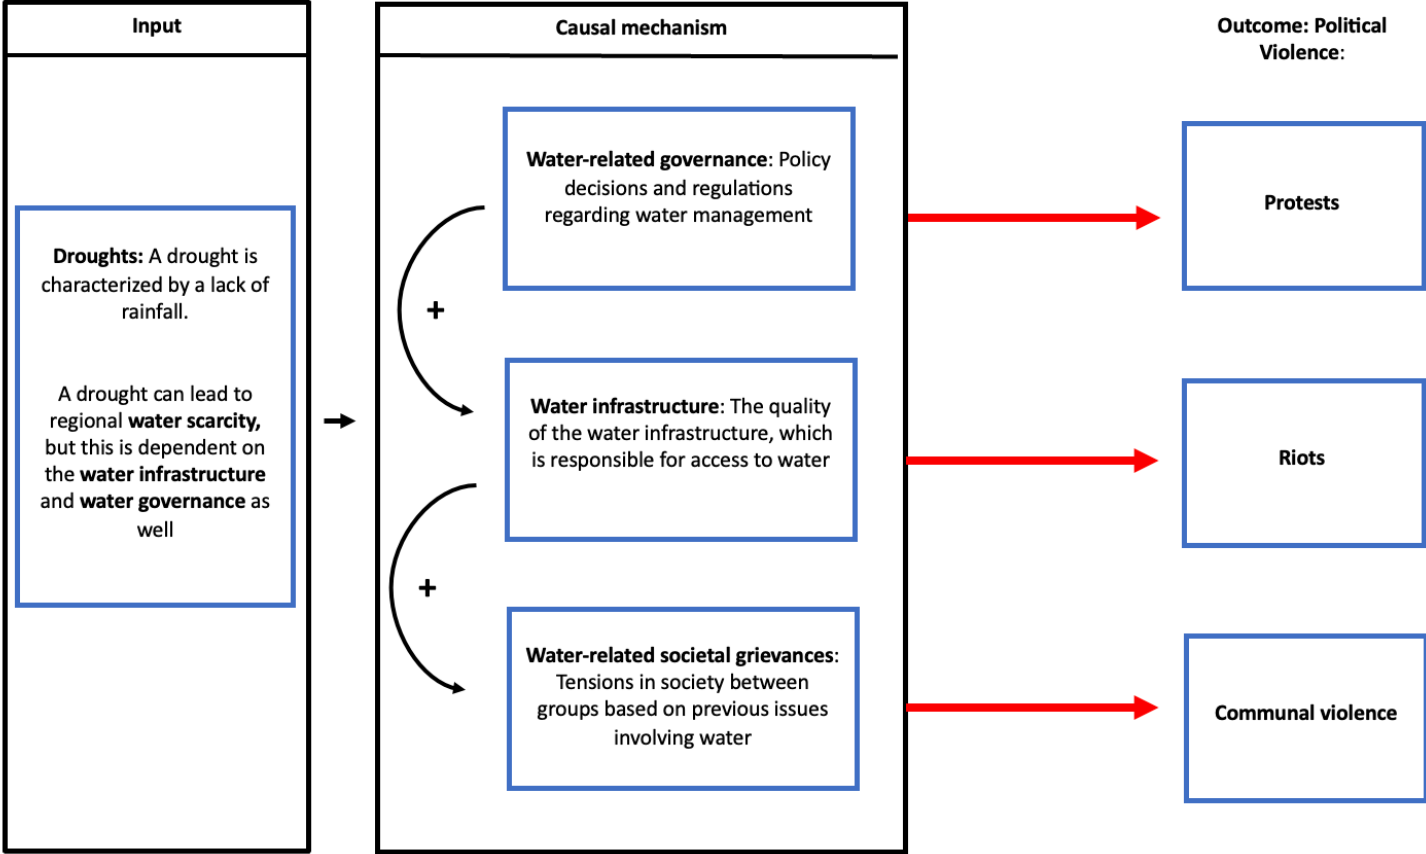 Input
Droughts: A drought is
characterized by a lack of
rainfall.
A drought can lead to
regional water scarcity,
but this is dependent on
the water infrastructure
and water governance as
well
Causal mechanism
Water-related governance: Policy
decisions and regulations
regarding water management
+
Water infrastructure: The quality
of the water infrastructure, which
is responsible for access to water
+
Water-related societal grievances:
Tensions in society between
groups based on previous issues
involving water
Outcome: Political
Violence:
Protests
Riots
Communal violence